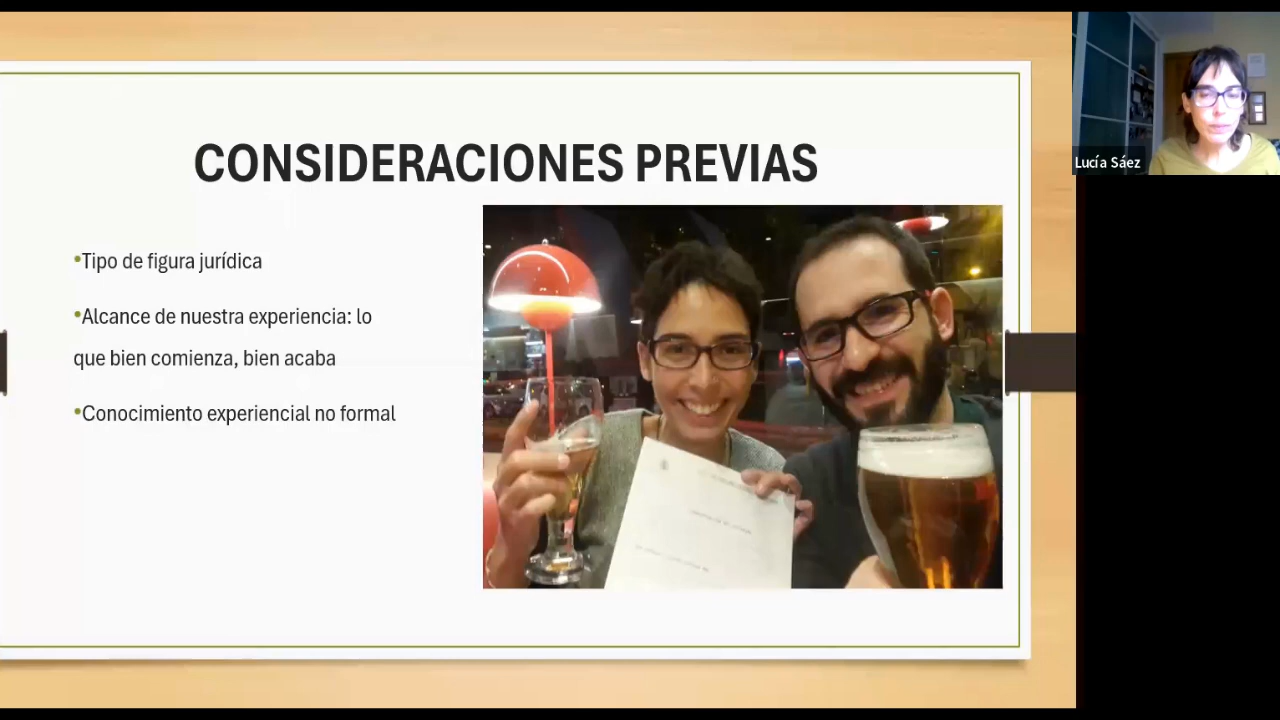 CONSIDERACIONES PREVIAS
•Tipo de figura jurídica
•Alcance de nuestra experiencia: lo
que bien comienza, bien acaba
•Conocimiento experiencial no formal
Lucía Sáez